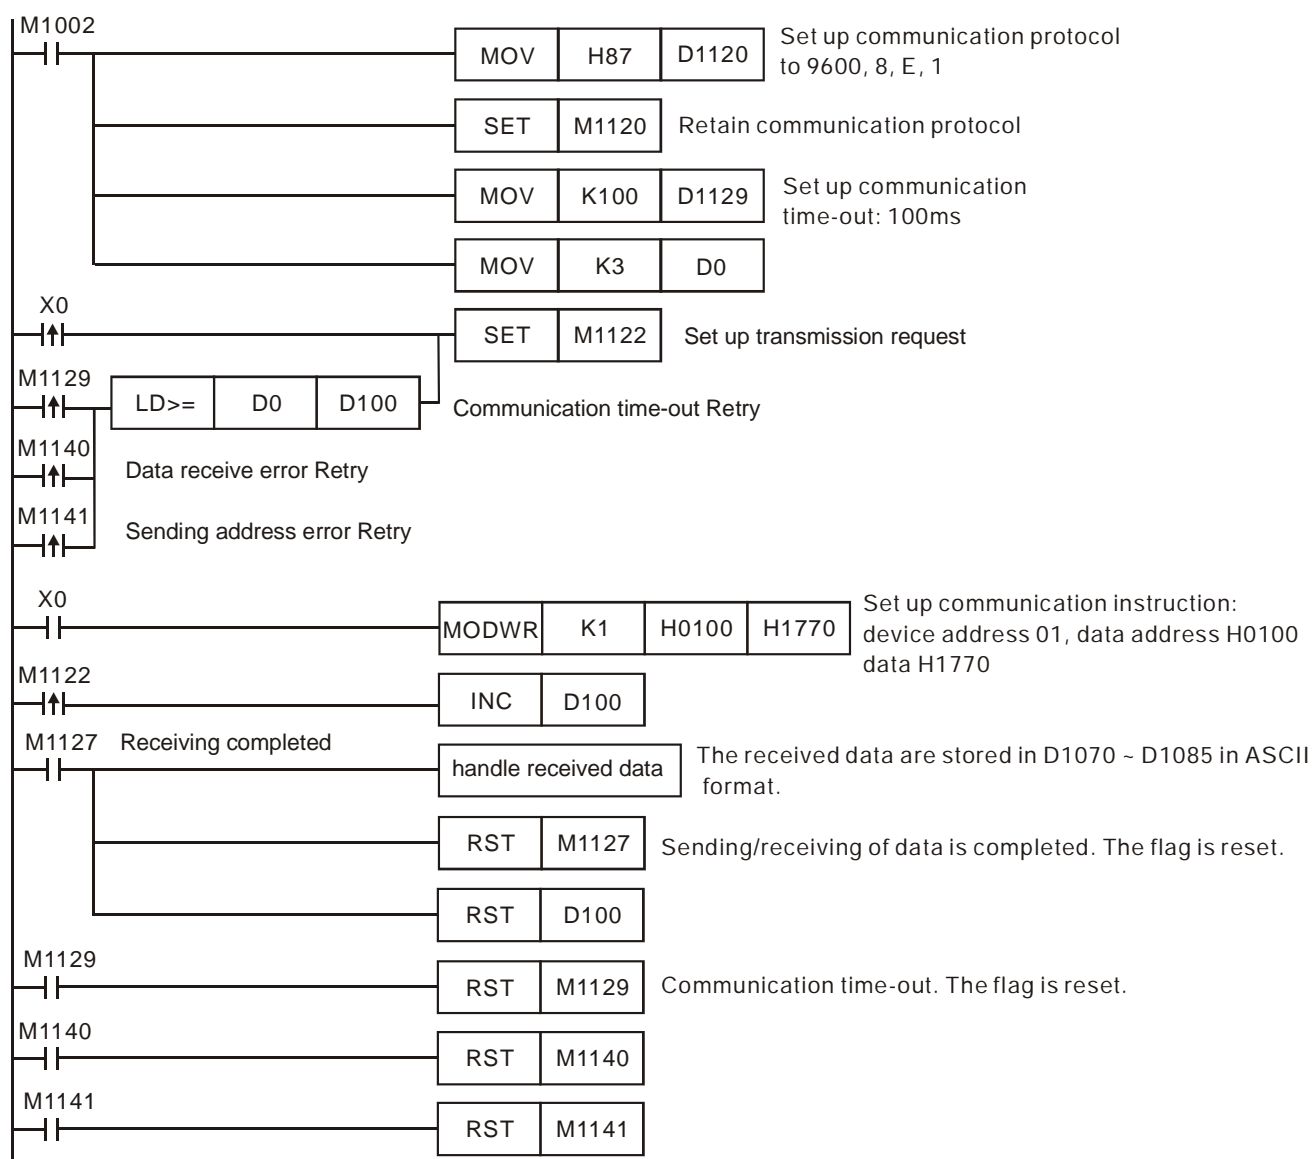 M1002
MOV H87 D1120
Set up communication protocol
to 9600, 8, E, 1
SET M1120
Retain communication protocol
MOV K100 D1129
Set up communication
time-out: 100ms
MOV K3 D0
X0
SET M1122
Set up transmission request
M1129
LD>= D0 D100
Communication time-out Retry
M1140
Data receive error Retry
M1141
Sending address error Retry
X0
MODWR K1 H0100 H1770
Set up communication instruction:
device address 01, data address H0100
data H1770
M1122
INC D100
M1127 Receiving completed
handle received data
The received data are stored in D1070 ~ D1085 in ASCII
format.
RST M1127
Sending/receiving of data is completed. The flag is reset.
RST D100
M1129
RST M1129
Communication time-out. The flag is reset.
M1140
RST M1140
M1141
RST M1141